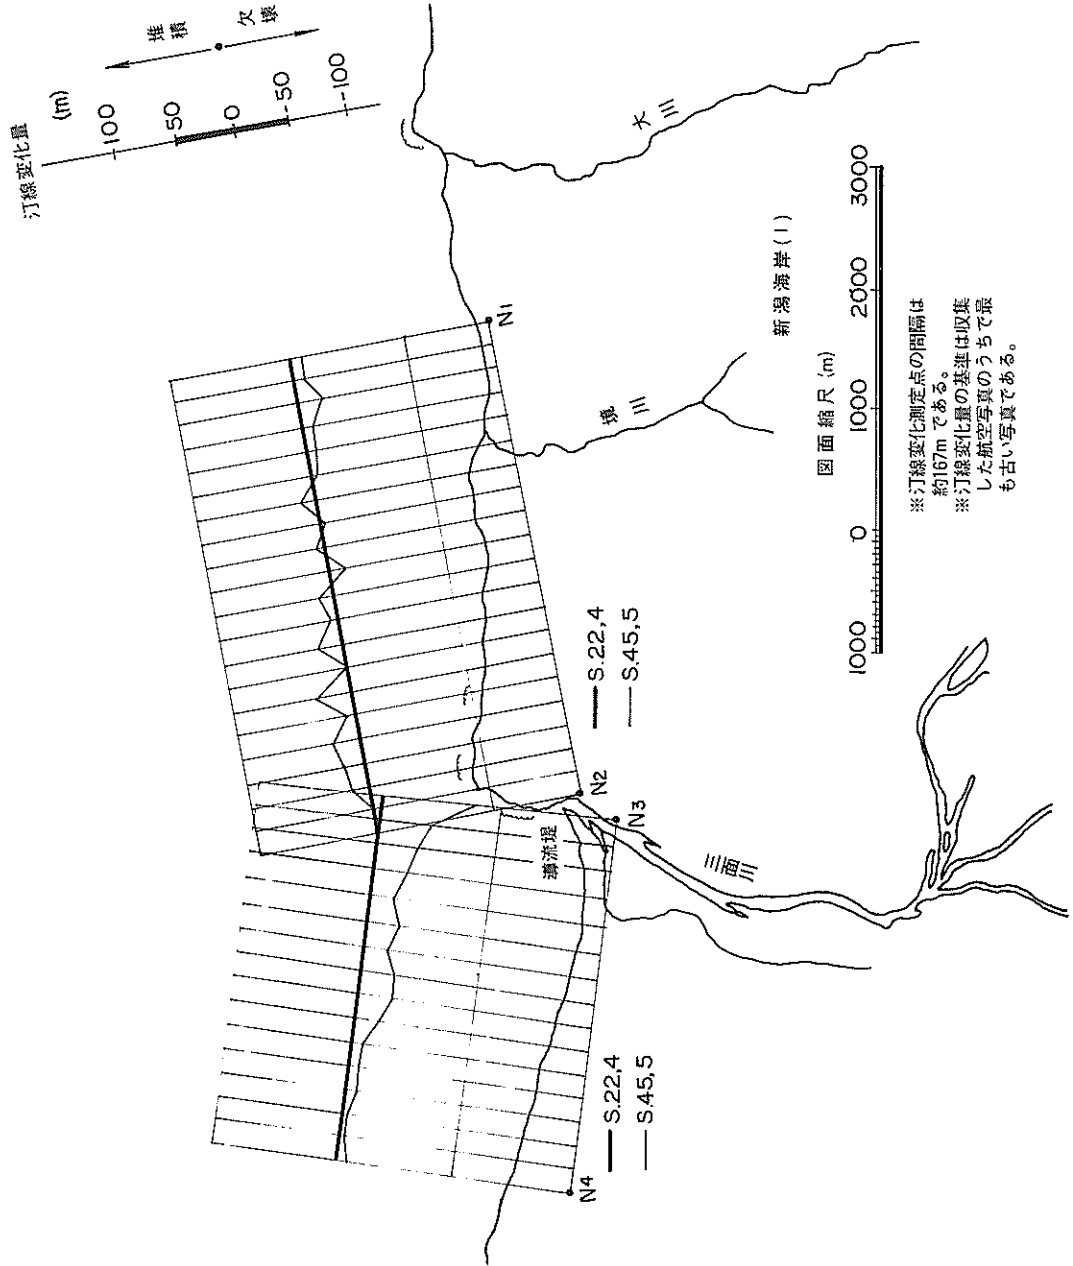 汀線変化量
(m)
100
50
0
-50
-100
堆積
欠壊
大川
N1
境川
新潟海岸(1)
図面縮尺(m)
1000 0 1000 2000 3000
※汀線変化測定点の間隔は
約167mである。
※汀線変化量の基準は収集
した航空写真のうちで最
も古い写真である。
S.22,4
S.45,5
N2
N3
導流堤
三面川
S.22,4
S.45,5
N4